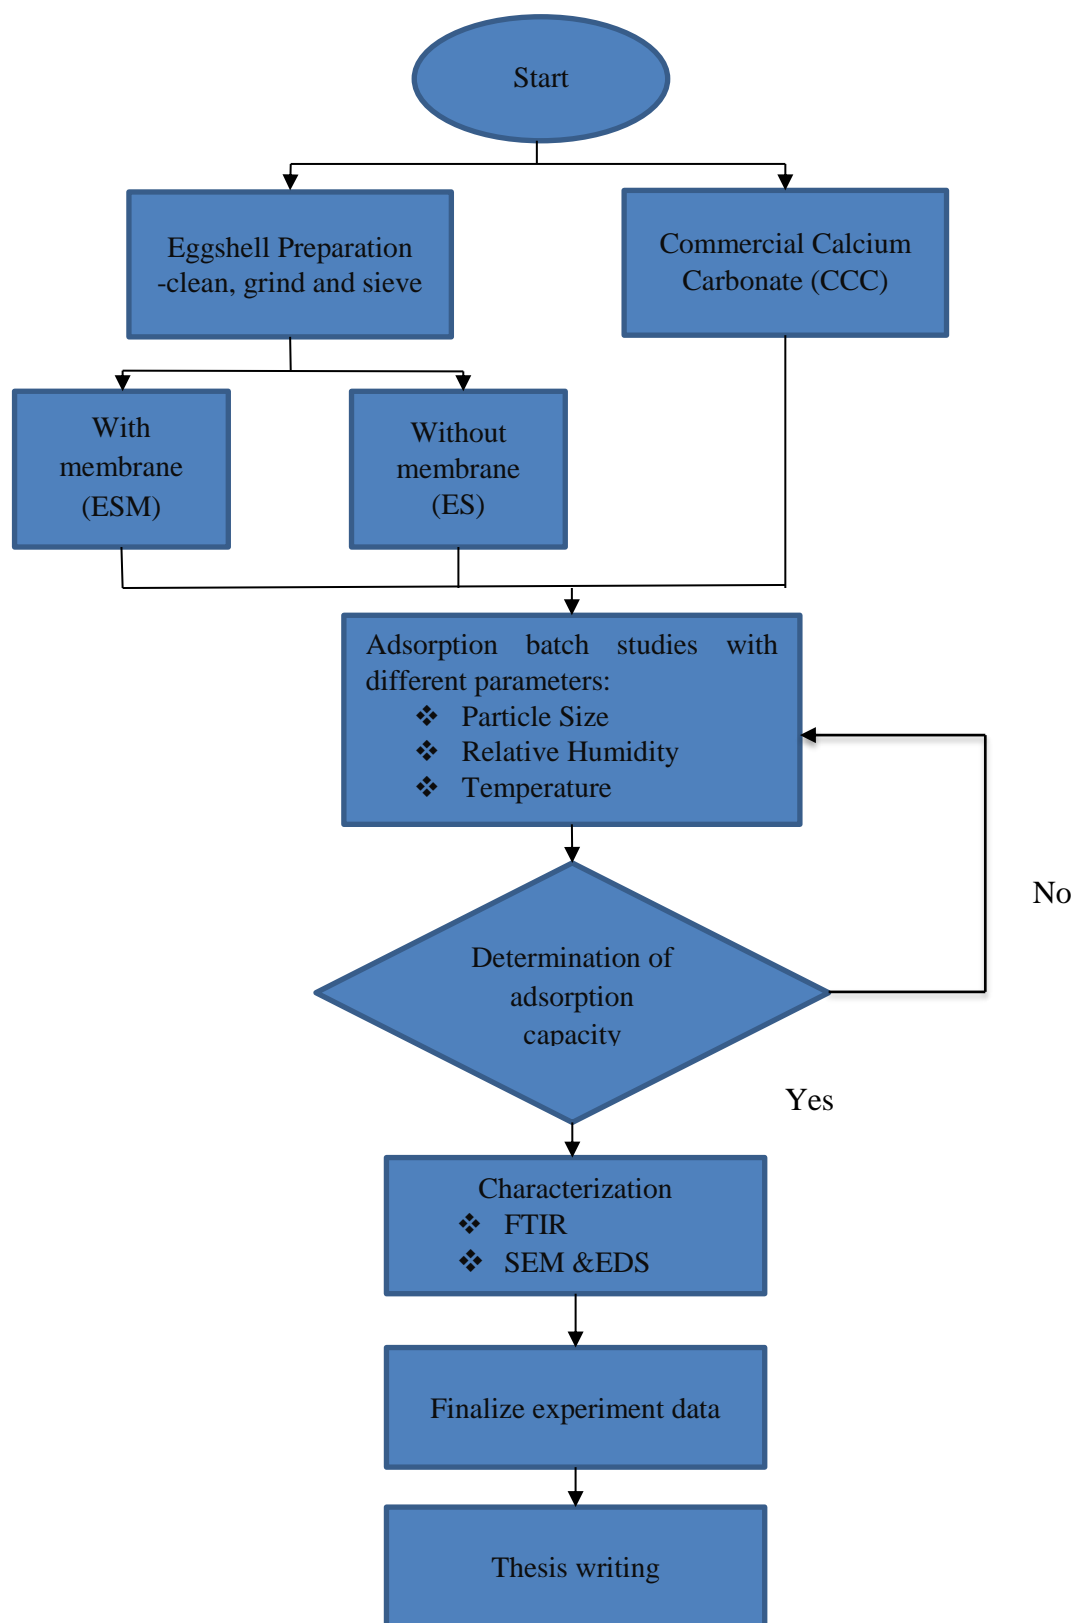 Start
Eggshell Preparation
-clean, grind and sieve
Commercial Calcium
Carbonate (CCC)
With
membrane
(ESM)
Without
membrane
(ES)
Adsorption batch studies with
different parameters:
❖ Particle Size
❖ Relative Humidity
❖ Temperature
No
Determination of
adsorption
capacity
Yes
Characterization
❖ FTIR
❖ SEM &EDS
Finalize experiment data
Thesis writing